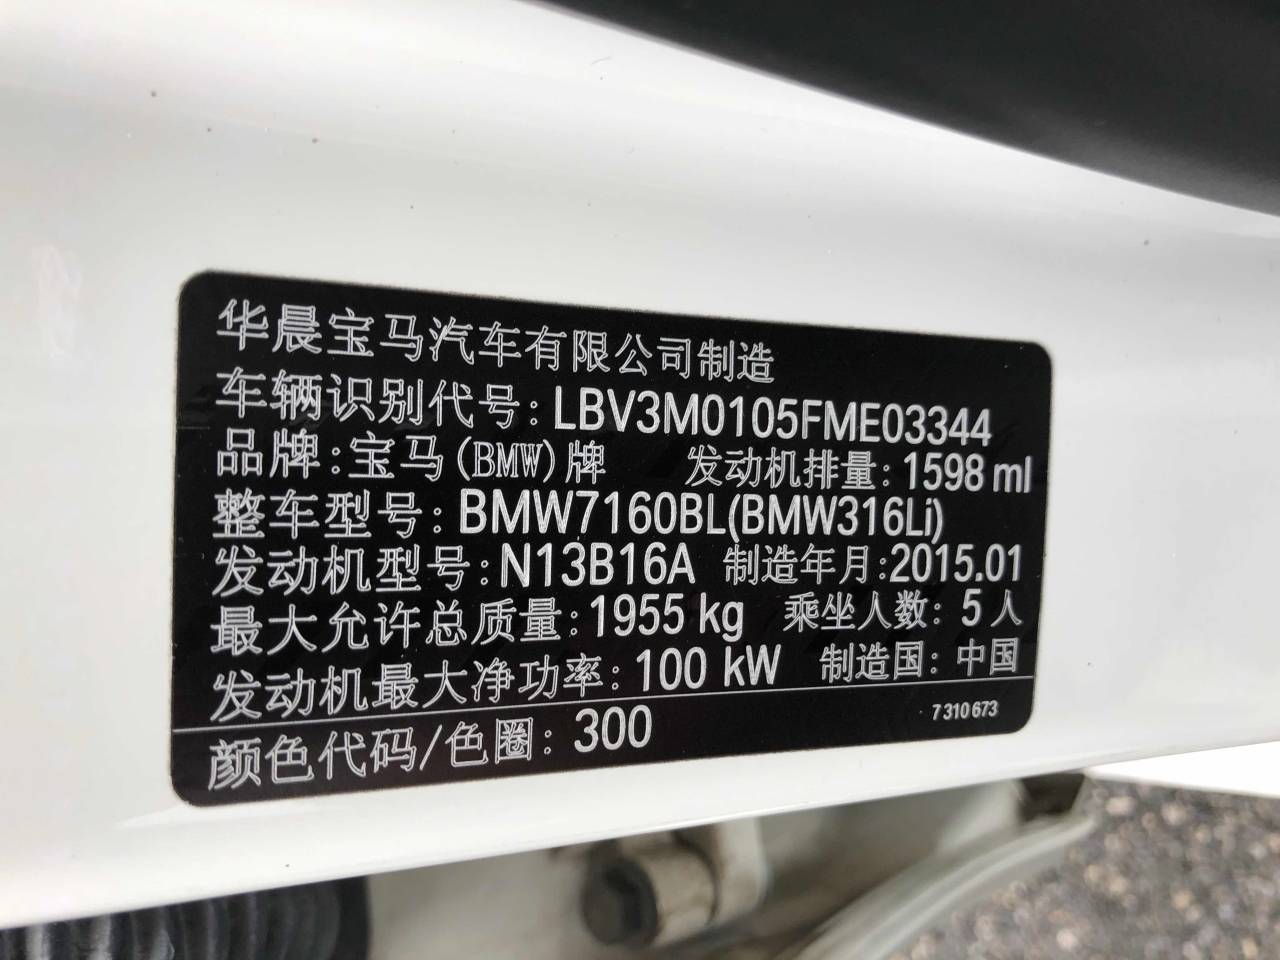 华晨宝马汽车有限公司制造
车辆识别代号: LBV3M0105FME03344
品牌: 宝马(BMW)牌 发动机排量: 1598 ml
整车型号: BMW7160BL(BMW316Li)
发动机型号: N13B16A 制造年月: 2015.01
最大允许总质量: 1955 kg 乘坐人数: 5 人
发动机最大净功率: 100 kW 制造国: 中国
7310673
颜色代码/色圈: 300